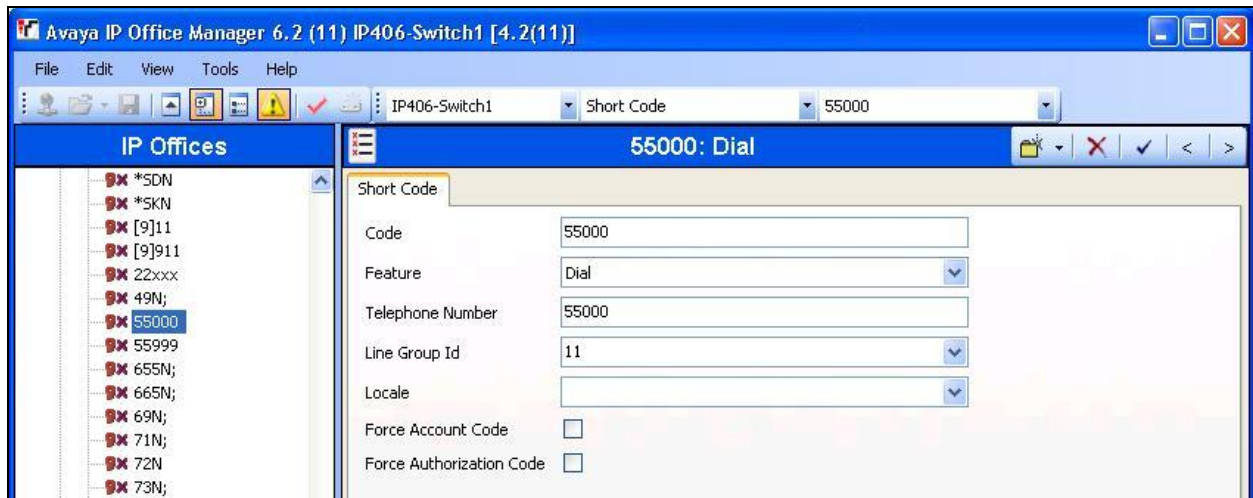 Avaya IP Office Manager 6.2 (11) IP406-Switch1 [4.2(11)]
File Edit View Tools Help
IP406-Switch1 Short Code 55000
IP Offices
*SDN
*SKN
[9]11
[9]911
22xxx
49N;
55000
55999
655N;
665N;
69N;
71N;
72N
73N;
55000: Dial
Short Code
Code 55000
Feature Dial
Telephone Number 55000
Line Group Id 11
Locale
Force Account Code
Force Authorization Code